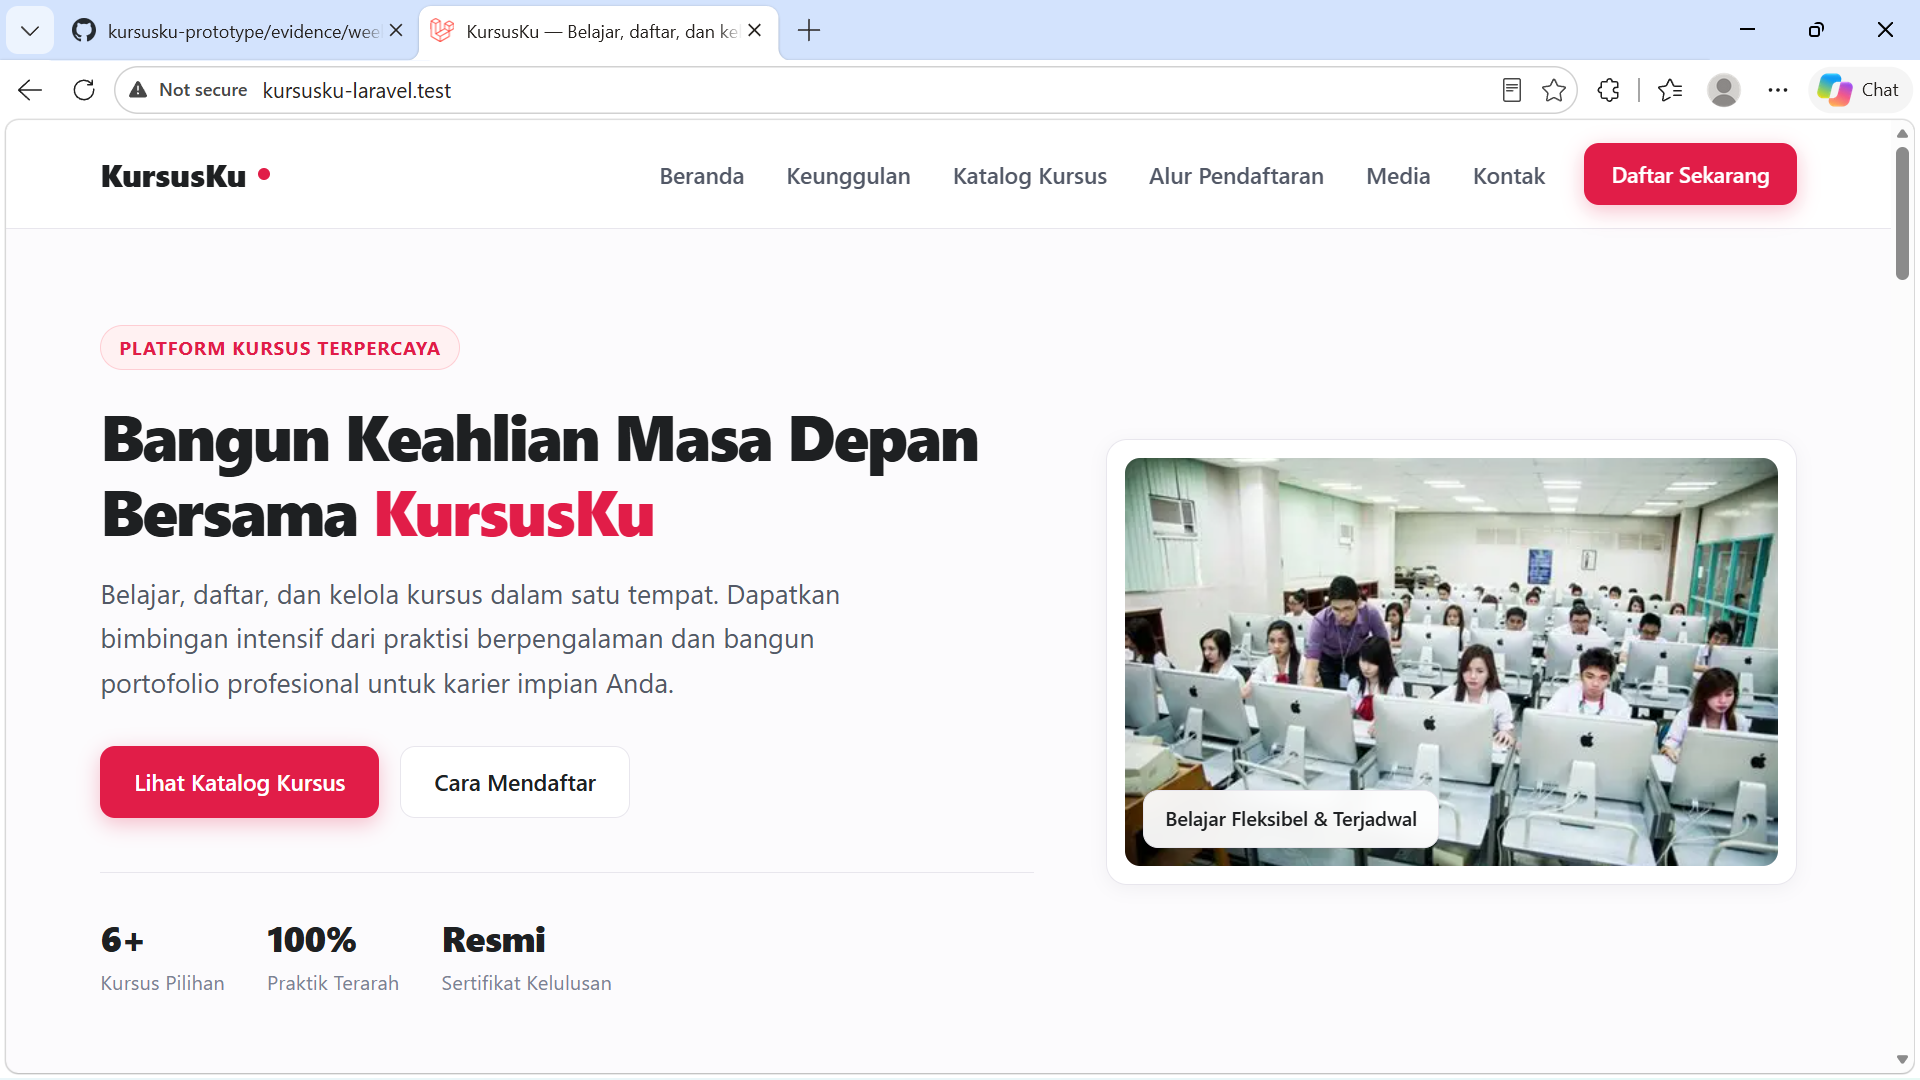 kursusku-prototype/evidence/wee
KursusKu — Belajar, daftar, dan ke
Not secure
kursusku-laravel.test
Chat
KursusKu
Beranda
Keunggulan
Katalog Kursus
Alur Pendaftaran
Media
Kontak
Daftar Sekarang
PLATFORM KURSUS TERPERCAYA
Bangun Keahlian Masa Depan
Bersama KursusKu
Belajar, daftar, dan kelola kursus dalam satu tempat. Dapatkan
bimbingan intensif dari praktisi berpengalaman dan bangun
portofolio profesional untuk karier impian Anda.
Lihat Katalog Kursus
Cara Mendaftar
Belajar Fleksibel & Terjadwal
6+
Kursus Pilihan
100%
Praktik Terarah
Resmi
Sertifikat Kelulusan